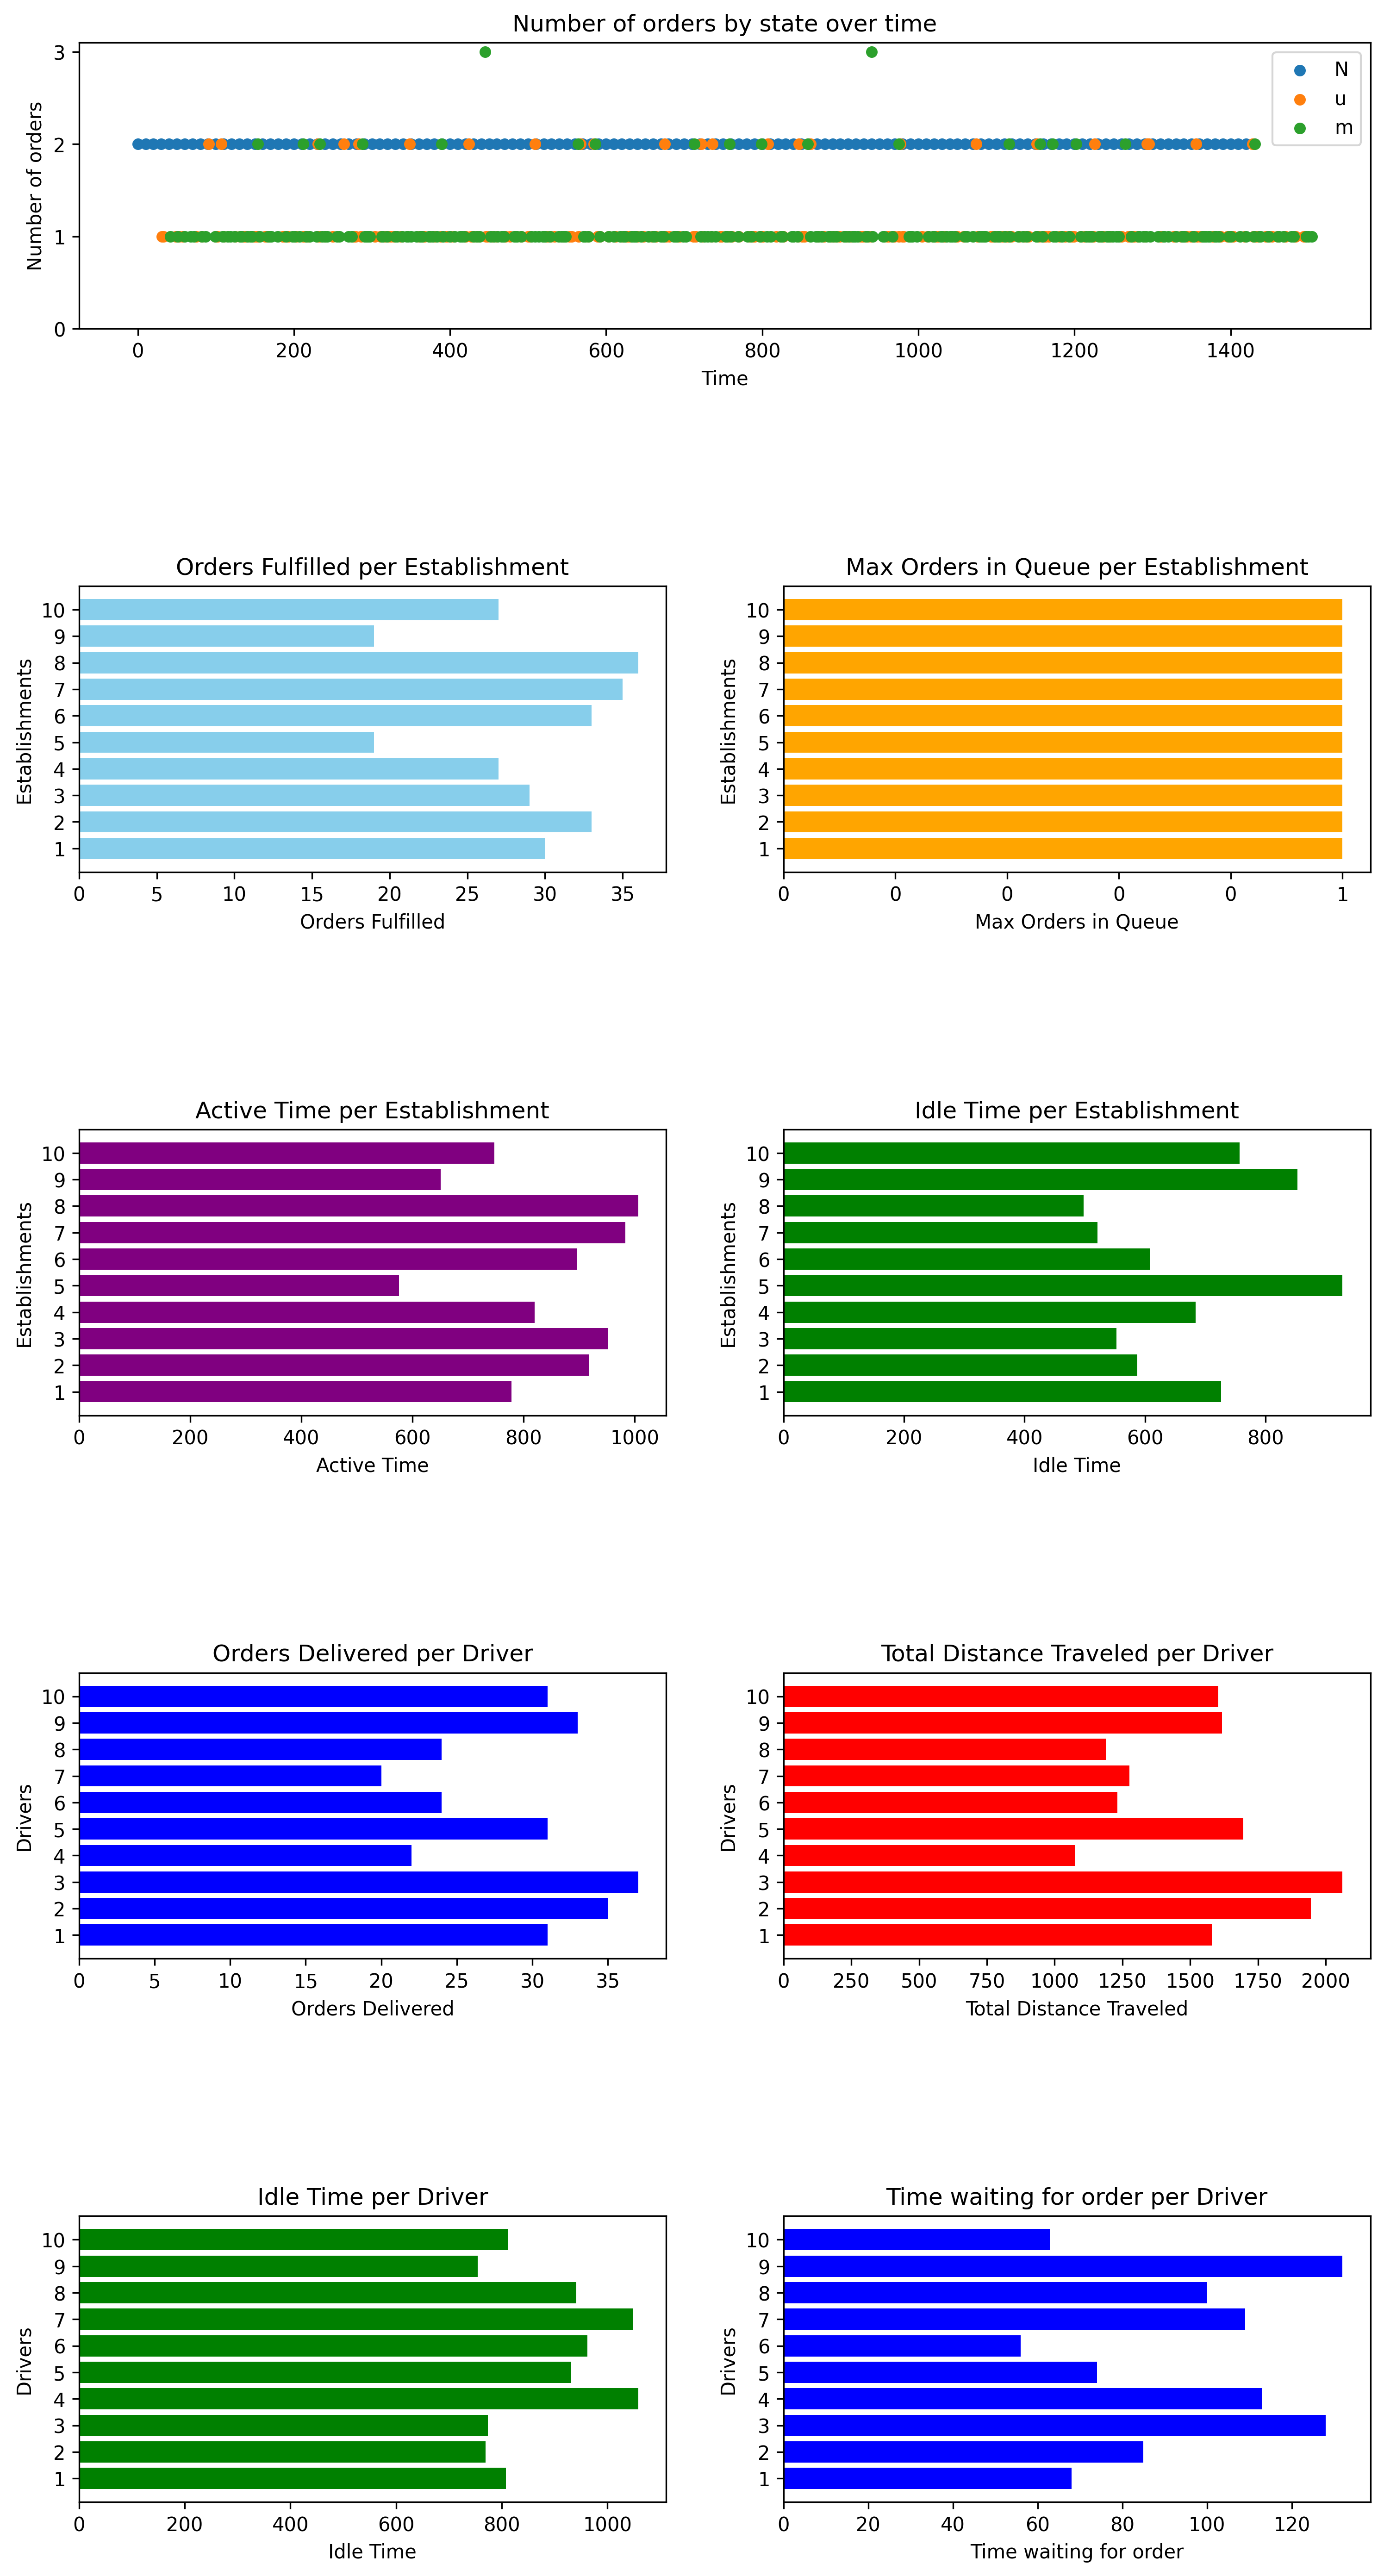 Number of orders by state over time
3
2
1
0
Number of orders
N
u
m
0 200 400 600 800 1000 1200 1400
Time
Orders Fulfilled per Establishment
10
9
8
7
6
5
4
3
2
1
Establishments
0 5 10 15 20 25 30 35
Orders Fulfilled
Max Orders in Queue per Establishment
10
9
8
7
6
5
4
3
2
1
Establishments
0 0 0 0 0 1
Max Orders in Queue
Active Time per Establishment
10
9
8
7
6
5
4
3
2
1
Establishments
0 200 400 600 800 1000
Active Time
Idle Time per Establishment
10
9
8
7
6
5
4
3
2
1
Establishments
0 200 400 600 800
Idle Time
Orders Delivered per Driver
10
9
8
7
6
5
4
3
2
1
Drivers
0 5 10 15 20 25 30 35
Orders Delivered
Total Distance Traveled per Driver
10
9
8
7
6
5
4
3
2
1
Drivers
0 250 500 750 1000 1250 1500 1750 2000
Total Distance Traveled
Idle Time per Driver
10
9
8
7
6
5
4
3
2
1
Drivers
0 200 400 600 800 1000
Idle Time
Time waiting for order per Driver
10
9
8
7
6
5
4
3
2
1
Drivers
0 20 40 60 80 100 120
Time waiting for order